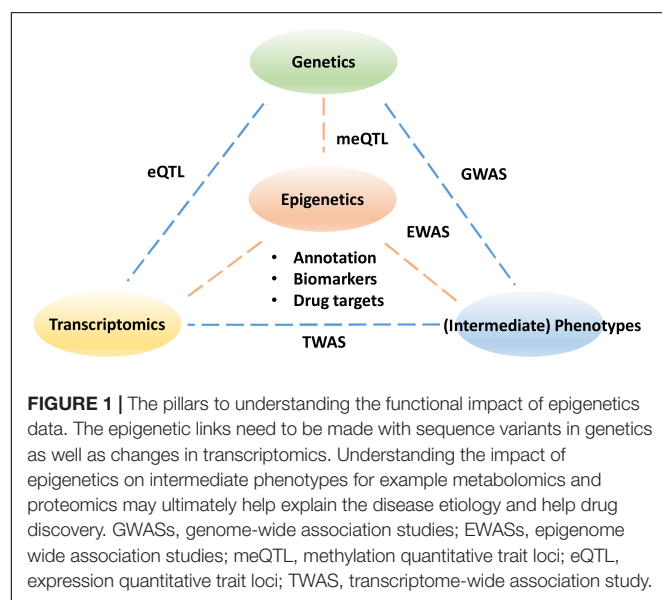 Genetics
meQTL
eQTL
GWAS
Epigenetics
EWAS
• Annotation
• Biomarkers
• Drug targets
Transcriptomics
(Intermediate) Phenotypes
TWAS
FIGURE 1 | The pillars to understanding the functional impact of epigenetics
data. The epigenetic links need to be made with sequence variants in genetics
as well as changes in transcriptomics. Understanding the impact of
epigenetics on intermediate phenotypes for example metabolomics and
proteomics may ultimately help explain the disease etiology and help drug
discovery. GWASs, genome-wide association studies; EWASs, epigenome
wide association studies; meQTL, methylation quantitative trait loci; eQTL,
expression quantitative trait loci; TWAS, transcriptome-wide association study.